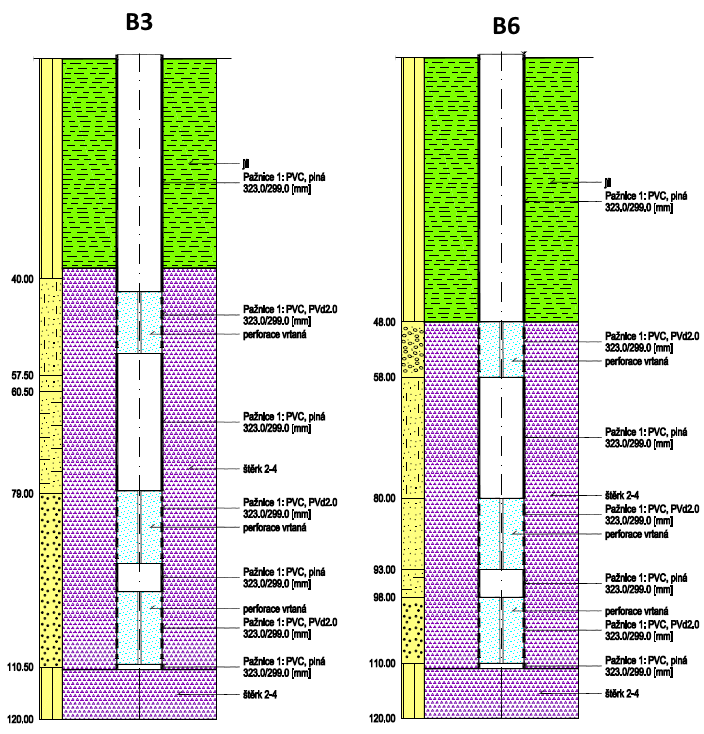 B3
jíl
Pažnice 1: PVC, plná
323.0/299.0 [mm]
40.00
Pažnice 1: PVC, PVd2.0
323.0/299.0 [mm]
perforace vrtaná
57.50
60.50
Pažnice 1: PVC, plná
323.0/299.0 [mm]
štěrk 2-4
79.00
Pažnice 1: PVC, PVd2.0
323.0/299.0 [mm]
perforace vrtaná
Pažnice 1: PVC, plná
323.0/299.0 [mm]
perforace vrtaná
Pažnice 1: PVC, PVd2.0
323.0/299.0 [mm]
110.50
Pažnice 1: PVC, plná
323.0/299.0 [mm]
štěrk 2-4
120.00
B6
jíl
Pažnice 1: PVC, plná
323.0/299.0 [mm]
48.00
Pažnice 1: PVC, PVd2.0
323.0/299.0 [mm]
perforace vrtaná
58.00
Pažnice 1: PVC, plná
323.0/299.0 [mm]
80.00
štěrk 2-4
Pažnice 1: PVC, PVd2.0
323.0/299.0 [mm]
perforace vrtaná
93.00
Pažnice 1: PVC, plná
323.0/299.0 [mm]
98.00
perforace vrtaná
Pažnice 1: PVC, PVd2.0
323.0/299.0 [mm]
110.00
Pažnice 1: PVC, plná
323.0/299.0 [mm]
štěrk 2-4
120.00